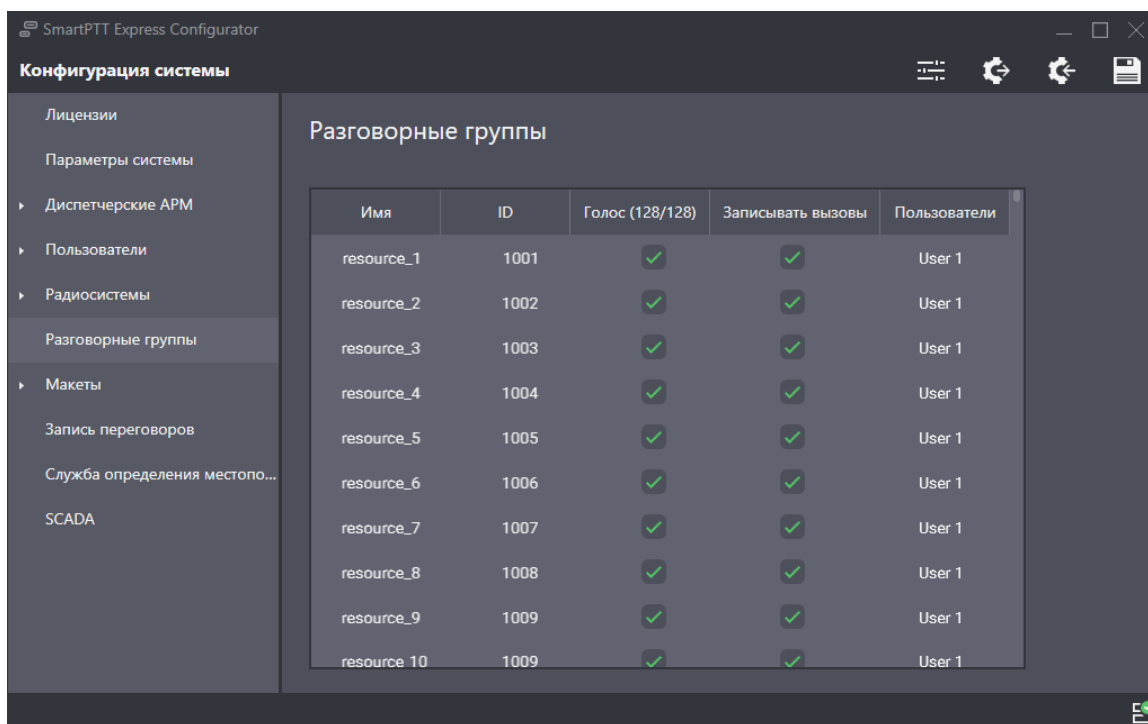 SmartPTT Express Configurator
Конфигурация системы
Лицензии
Параметры системы
Диспетчерские АРМ
Пользователи
Радиосистемы
Разговорные группы
Макеты
Запись переговоров
Служба определения местопо...
SCADA
Разговорные группы
Имя ID Голос (128/128) Записывать вызовы Пользователи
resource_1 1001 User 1
resource_2 1002 User 1
resource_3 1003 User 1
resource_4 1004 User 1
resource_5 1005 User 1
resource_6 1006 User 1
resource_7 1007 User 1
resource_8 1008 User 1
resource_9 1009 User 1
resource_10 1009 User 1